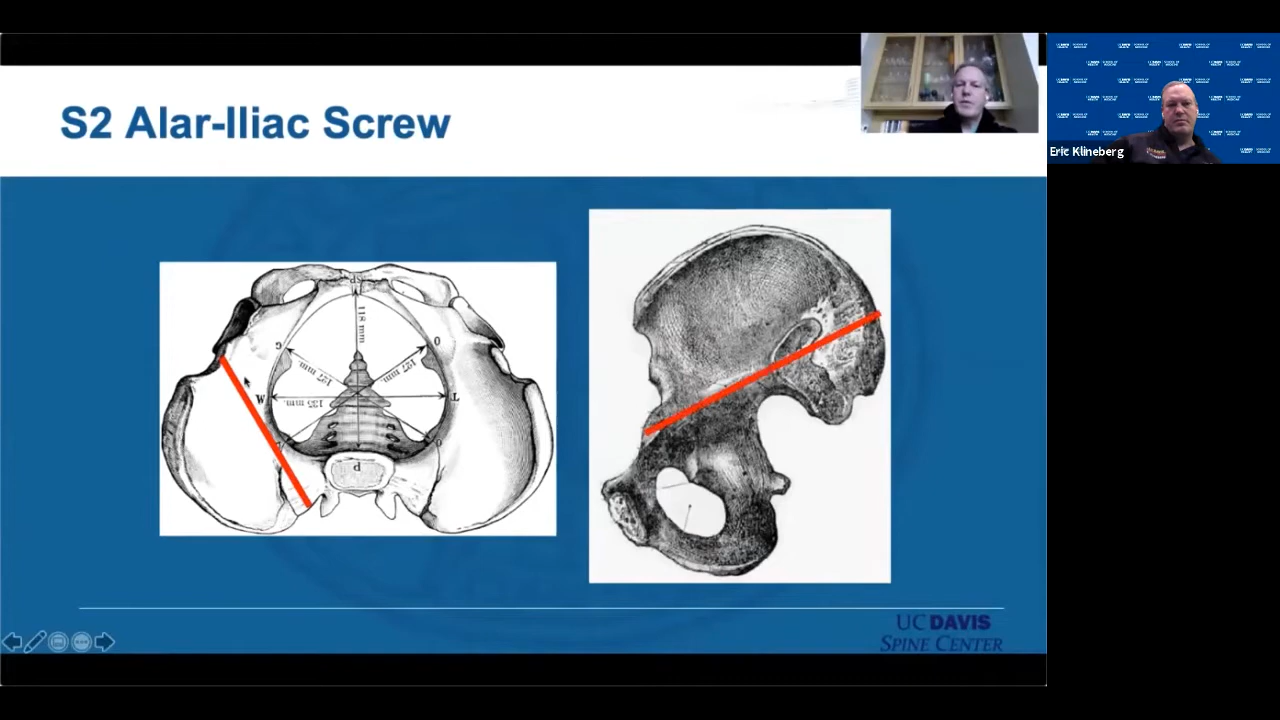 S2 Alar-Iliac Screw
Eric Klineberg
118 mm
127 mm.
127 mm.
135 mm.
W
T
G
O
P
UC DAVIS
SPINE CENTER